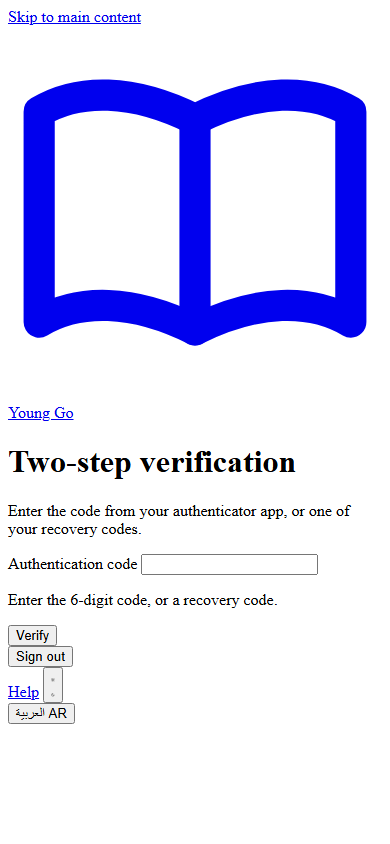 Skip to main content
Young Go
Two-step verification
Enter the code from your authenticator app, or one of
your recovery codes.
Authentication code
Enter the 6-digit code, or a recovery code.
Verify
Sign out
Help
العربية AR